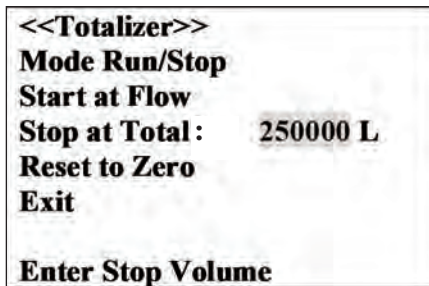 <<Totalizer>>
Mode Run/Stop
Start at Flow
Stop at Total: 250000 L
Reset to Zero
Exit
Enter Stop Volume